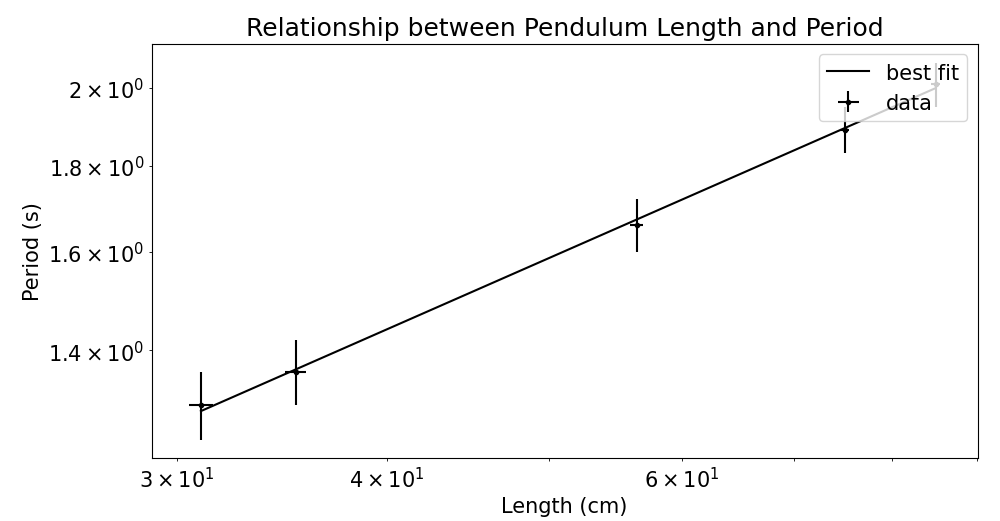 Relationship between Pendulum Length and Period
best fit
data
2 × 10⁰
1.8 × 10⁰
1.6 × 10⁰
1.4 × 10⁰
Period (s)
3 × 10¹
4 × 10¹
6 × 10¹
Length (cm)